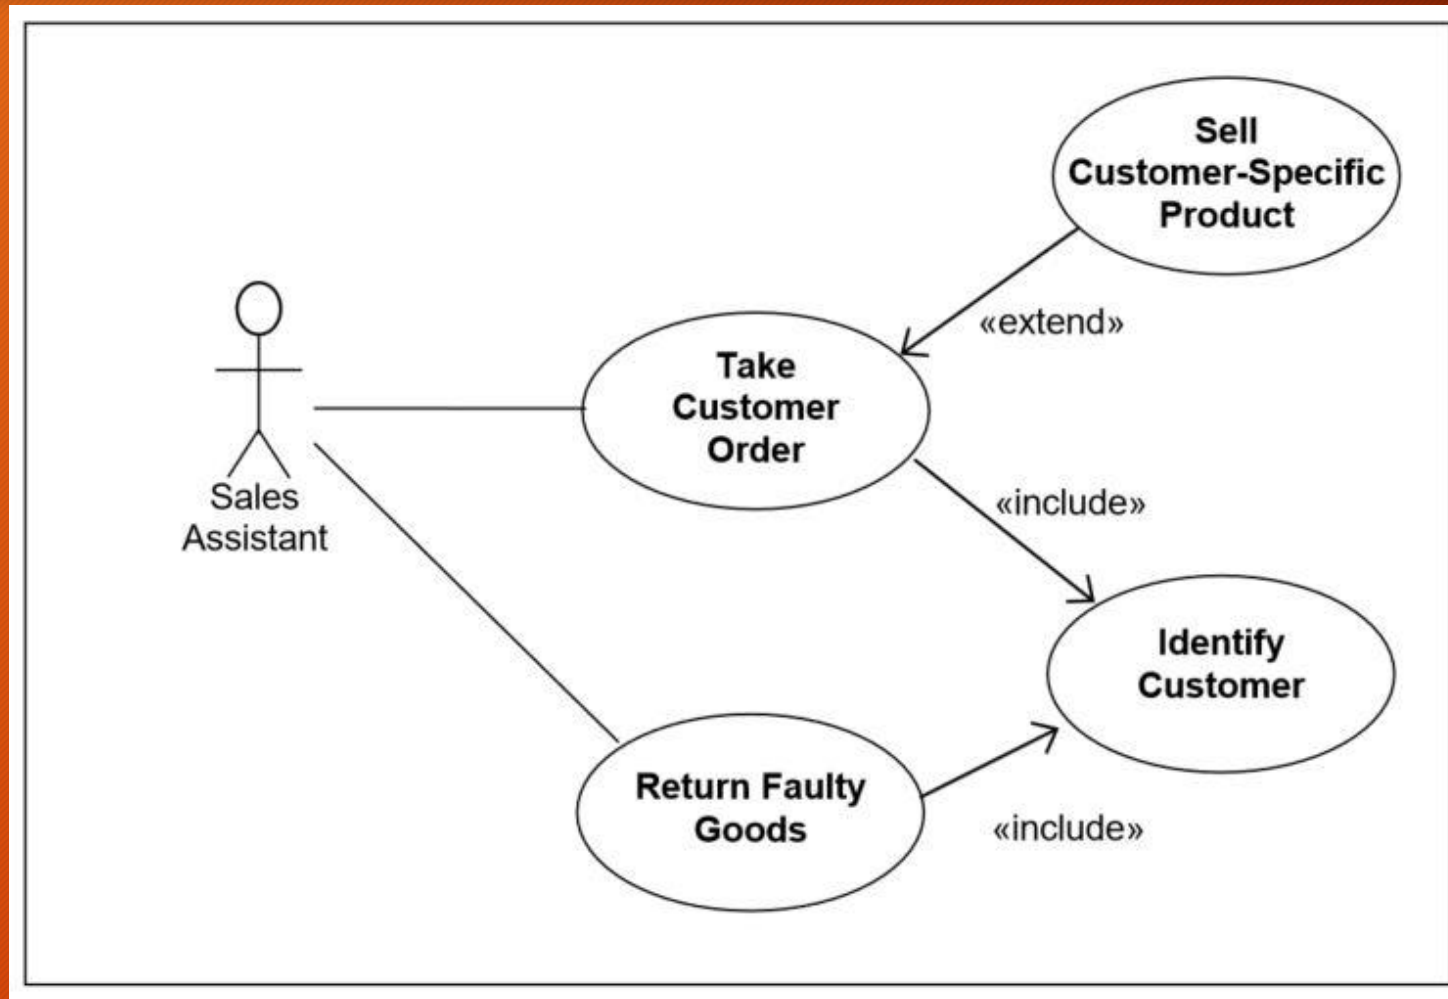 Sell
Customer-Specific
Product
«extend»
Take
Customer
Order
«include»
Sales
Assistant
Identify
Customer
Return Faulty
Goods
«include»